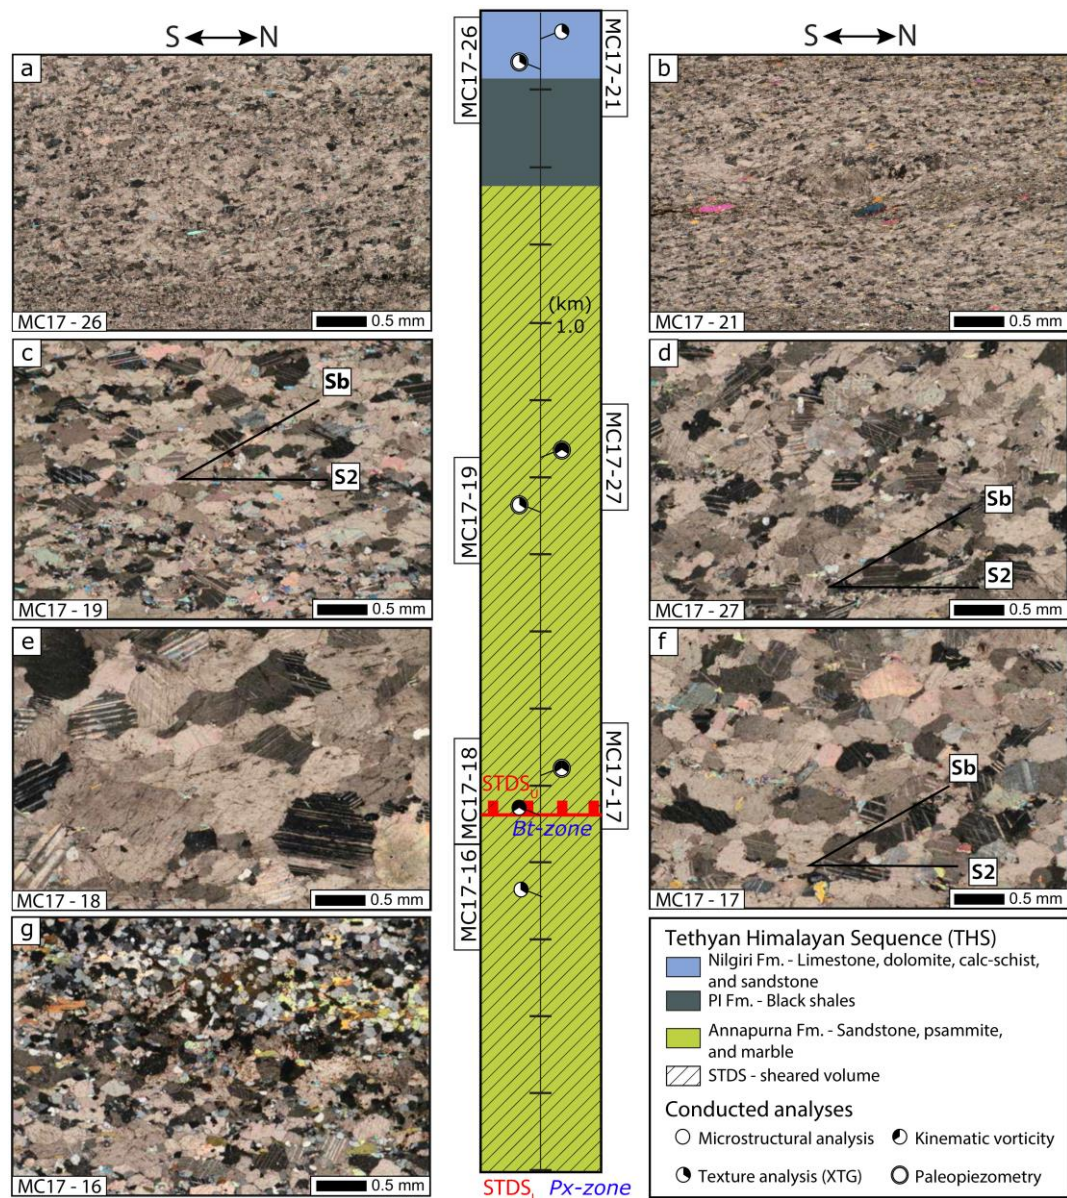 S N
S N
a
MC17 - 26
0.5 mm
b
MC17 - 21
0.5 mm
c
Sb
S2
MC17 - 19
0.5 mm
d
Sb
S2
MC17 - 27
0.5 mm
e
MC17 - 18
0.5 mm
f
Sb
S2
MC17 - 17
0.5 mm
g
MC17 - 16
0.5 mm
MC17-26
MC17-21
(km)
1.0
MC17-27
MC17-19
MC17-18
MC17-17
STDSU
Bt-zone
MC17-16
STDSL Px-zone
Tethyan Himalayan Sequence (THS)
Nilgiri Fm. - Limestone, dolomite, calc-schist,
and sandstone
PI Fm. - Black shales
Annapurna Fm. - Sandstone, psammite,
and marble
STDS - sheared volume
Conducted analyses
Microstructural analysis
Kinematic vorticity
Texture analysis (XTG)
Paleopiezometry